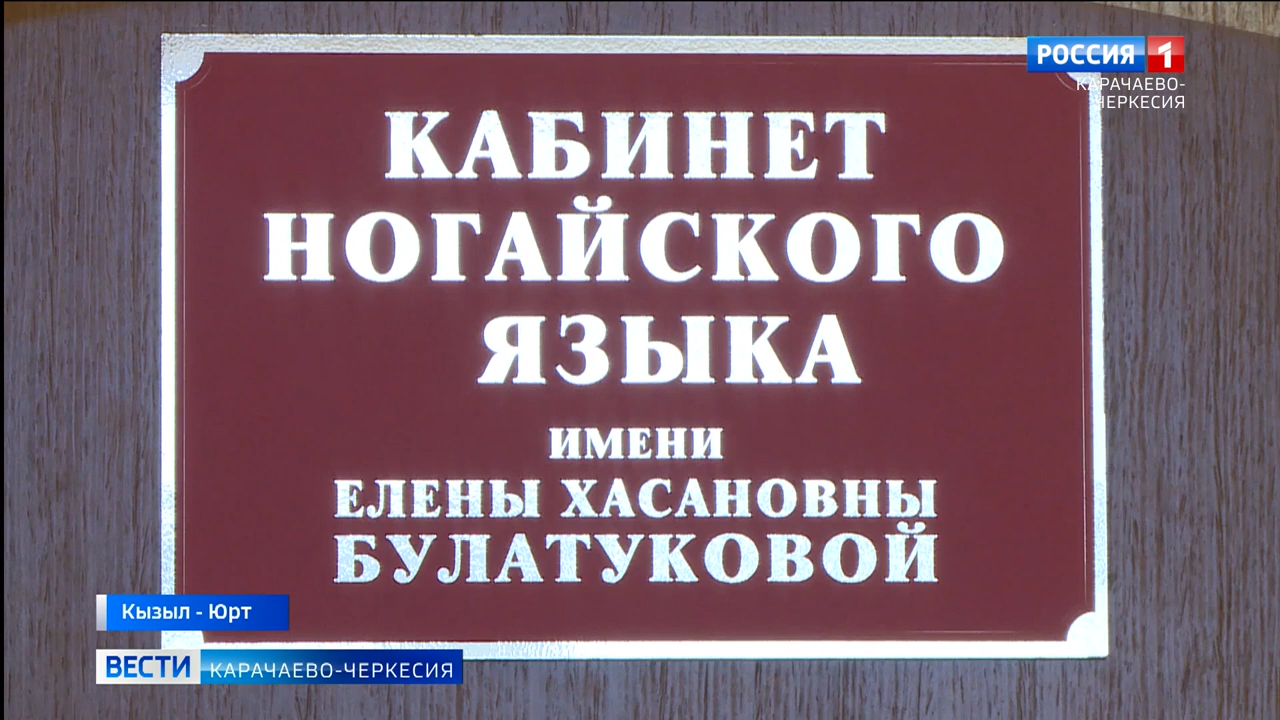 РОССИЯ 1
КАРАЧАЕВО-
ЧЕРКЕСИЯ
КАБИНЕТ
НОГАЙСКОГО
ЯЗЫКА
ИМЕНИ
ЕЛЕНЫ ХАСАНОВНЫ
БУЛАТУКОВОЙ
Кызыл - Юрт
ВЕСТИ КАРАЧАЕВО-ЧЕРКЕСИЯ